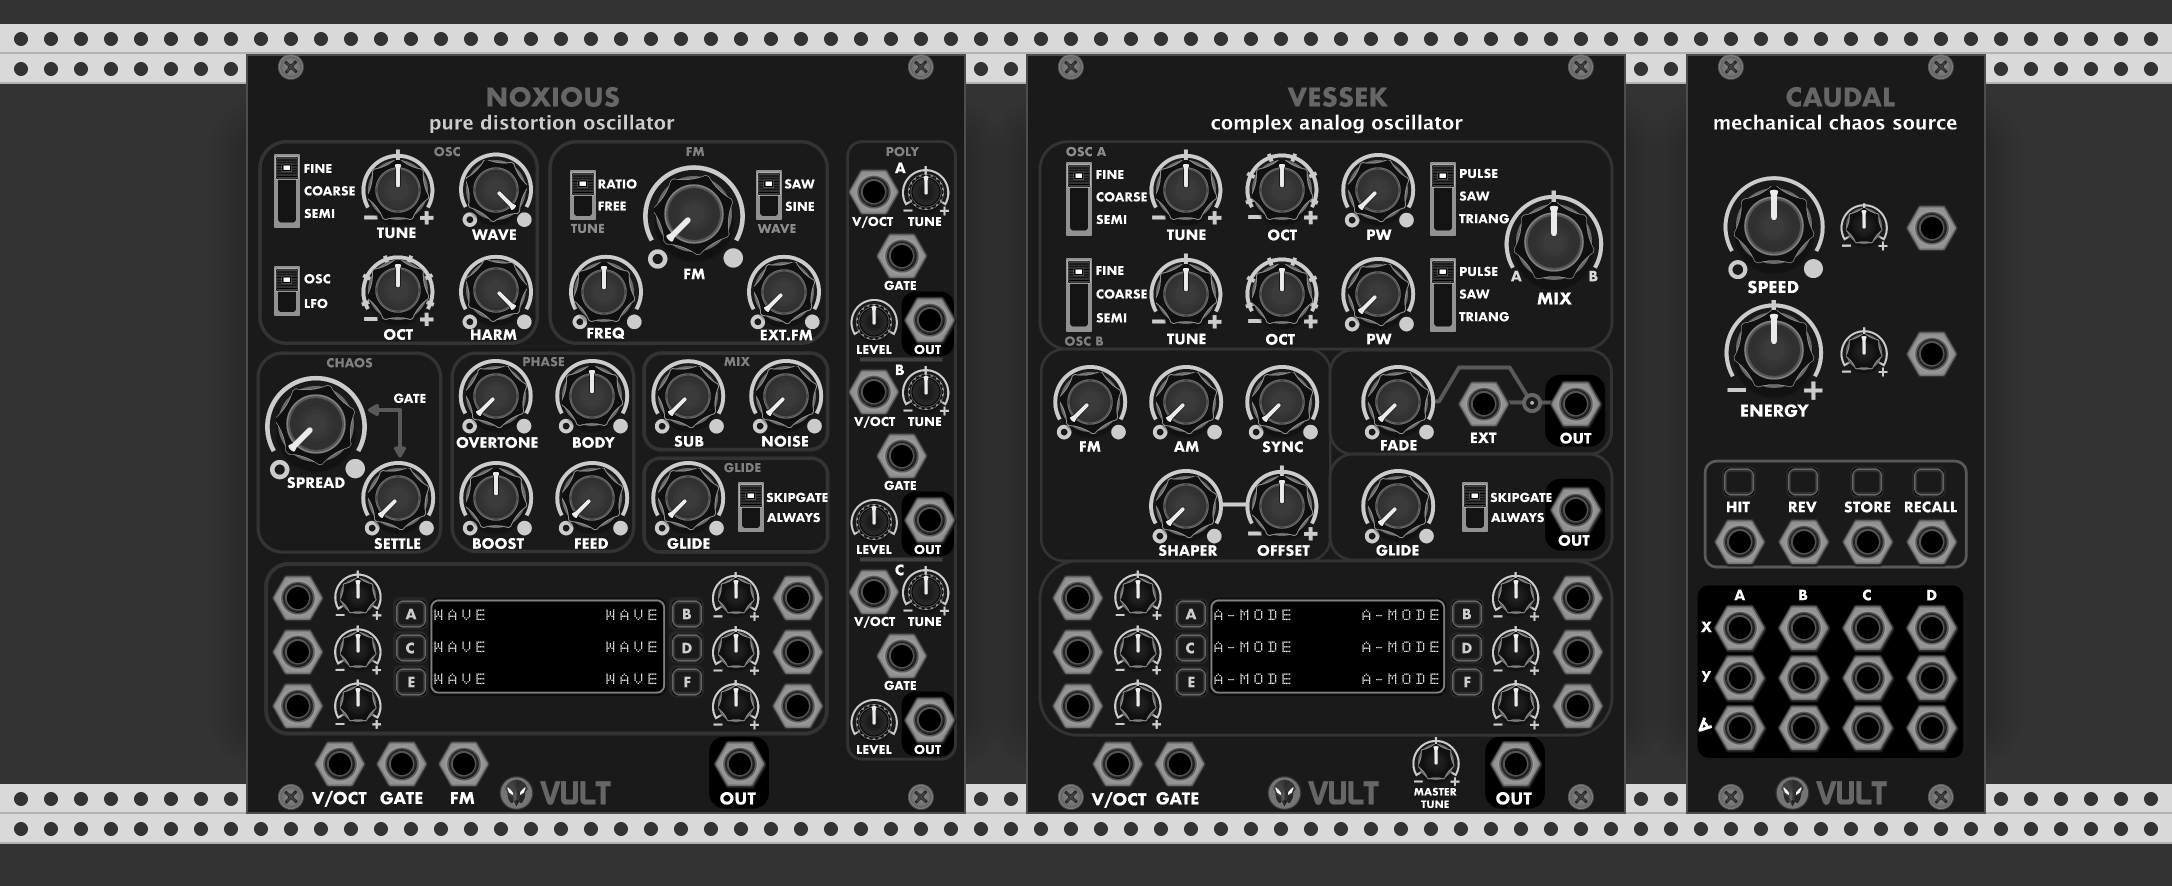 NOXIOUS
pure distortion oscillator
OSC
FINE
COARSE
SEMI
TUNE
WAVE
OSC
LFO
OCT
HARM
FM
RATIO
FREE
TUNE
SAW
SINE
WAVE
FM
FREQ
EXT.FM
CHAOS
GATE
SPREAD
SETTLE
PHASE
OVERTONE
BODY
BOOST
FEED
MIX
SUB
NOISE
GLIDE
GLIDE
SKIPGATE
ALWAYS
POLY
A
V/OCT TUNE
GATE
LEVEL OUT
B
V/OCT TUNE
GATE
LEVEL OUT
C
V/OCT TUNE
GATE
LEVEL OUT
A WAVE WAVE B
C WAVE WAVE D
E WAVE WAVE F
V/OCT GATE FM VULT OUT
VESSEK
complex analog oscillator
OSC A
FINE
COARSE
SEMI
TUNE
OCT
PW
PULSE
SAW
TRIANG
A B
MIX
FINE
COARSE
SEMI
OSC B
TUNE
OCT
PW
PULSE
SAW
TRIANG
FM
AM
SYNC
FADE
EXT
OUT
SHAPER
OFFSET
GLIDE
SKIPGATE
ALWAYS
OUT
A A-MODE A-MODE B
C A-MODE A-MODE D
E A-MODE A-MODE F
V/OCT GATE VULT
MASTER
TUNE
OUT
CAUDAL
mechanical chaos source
SPEED
ENERGY
HIT REV STORE RECALL
A B C D
X
y
VULT